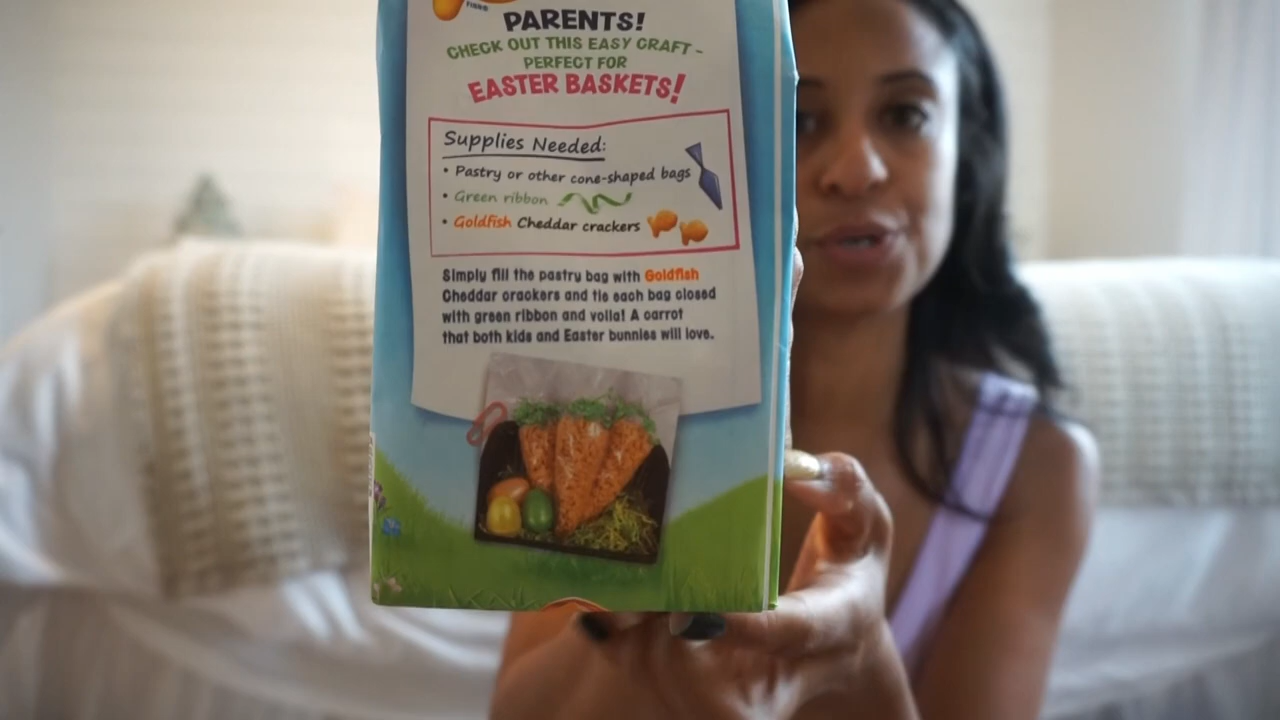 PARENTS!
CHECK OUT THIS EASY CRAFT -
PERFECT FOR
EASTER BASKETS!
Supplies Needed:
• Pastry or other cone-shaped bags
• Green ribbon
• Goldfish Cheddar crackers
Simply fill the pastry bag with Goldfish
Cheddar crackers and tie each bag closed
with green ribbon and voila! A carrot
that both kids and Easter bunnies will love.